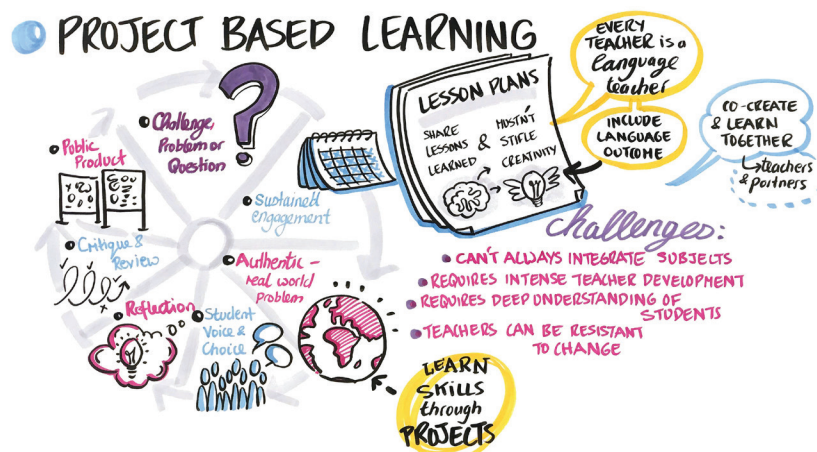 PROJECT BASED LEARNING
Challenge,
Problem or
Question
Sustained
engagement
Authentic –
real world
problem
Student
Voice &
Choice
Reflection
Critique &
Review
Public
Product
LESSON PLANS
SHARE
LESSONS
LEARNED
&
MUSTN'T
STIFLE
CREATIVITY
EVERY
TEACHER is a
language
teacher
INCLUDE
LANGUAGE
OUTCOME
CO-CREATE
& LEARN
TOGETHER
teachers
& partners
challenges:
CAN'T ALWAYS INTEGRATE SUBJECTS
REQUIRES INTENSE TEACHER DEVELOPMENT
REQUIRES DEEP UNDERSTANDING OF
STUDENTS
TEACHERS CAN BE RESISTANT
TO CHANGE
LEARN
SKILLS
through
PROJECTS